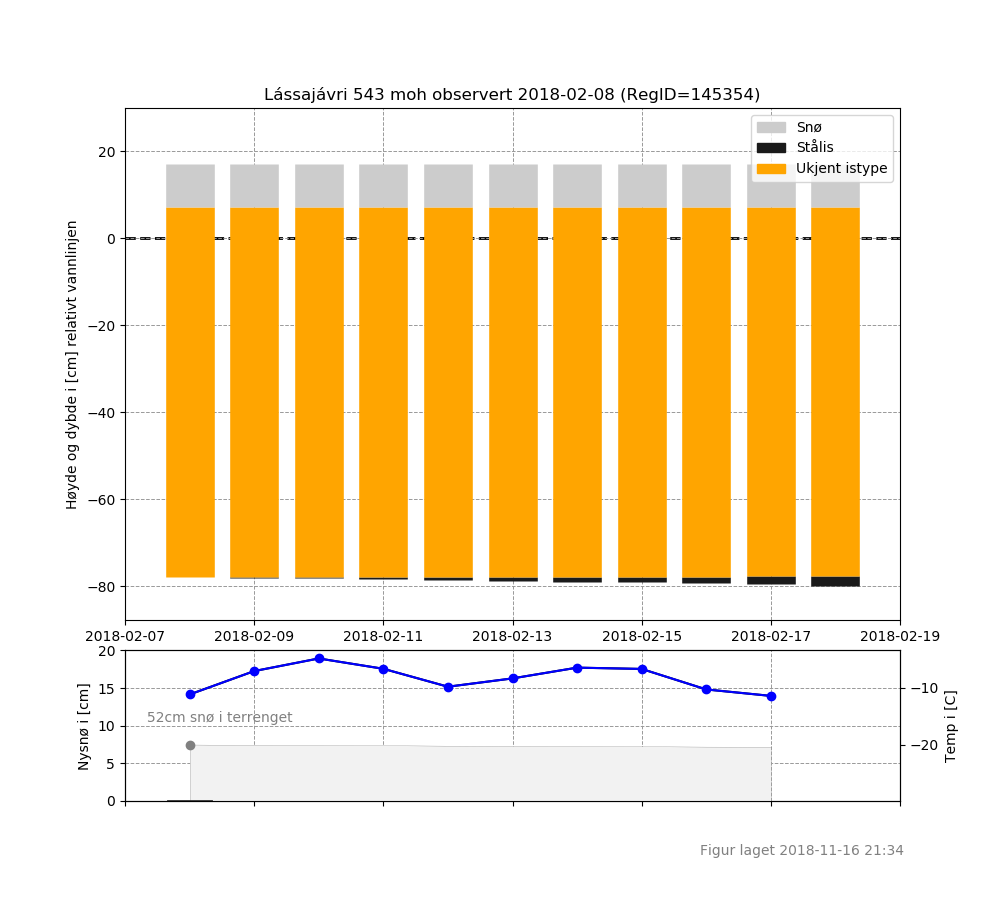 Lássajávri 543 moh observert 2018-02-08 (RegID=145354)
Snø
Stålis
Ukjent istype
Høyde og dybde i [cm] relativt vannlinjen
20
0
−20
−40
−60
−80
2018-02-07 2018-02-09 2018-02-11 2018-02-13 2018-02-15 2018-02-17 2018-02-19
Nysnø i [cm]
20
15
10
5
0
52cm snø i terrenget
−10
−20
Temp i [C]
Figur laget 2018-11-16 21:34